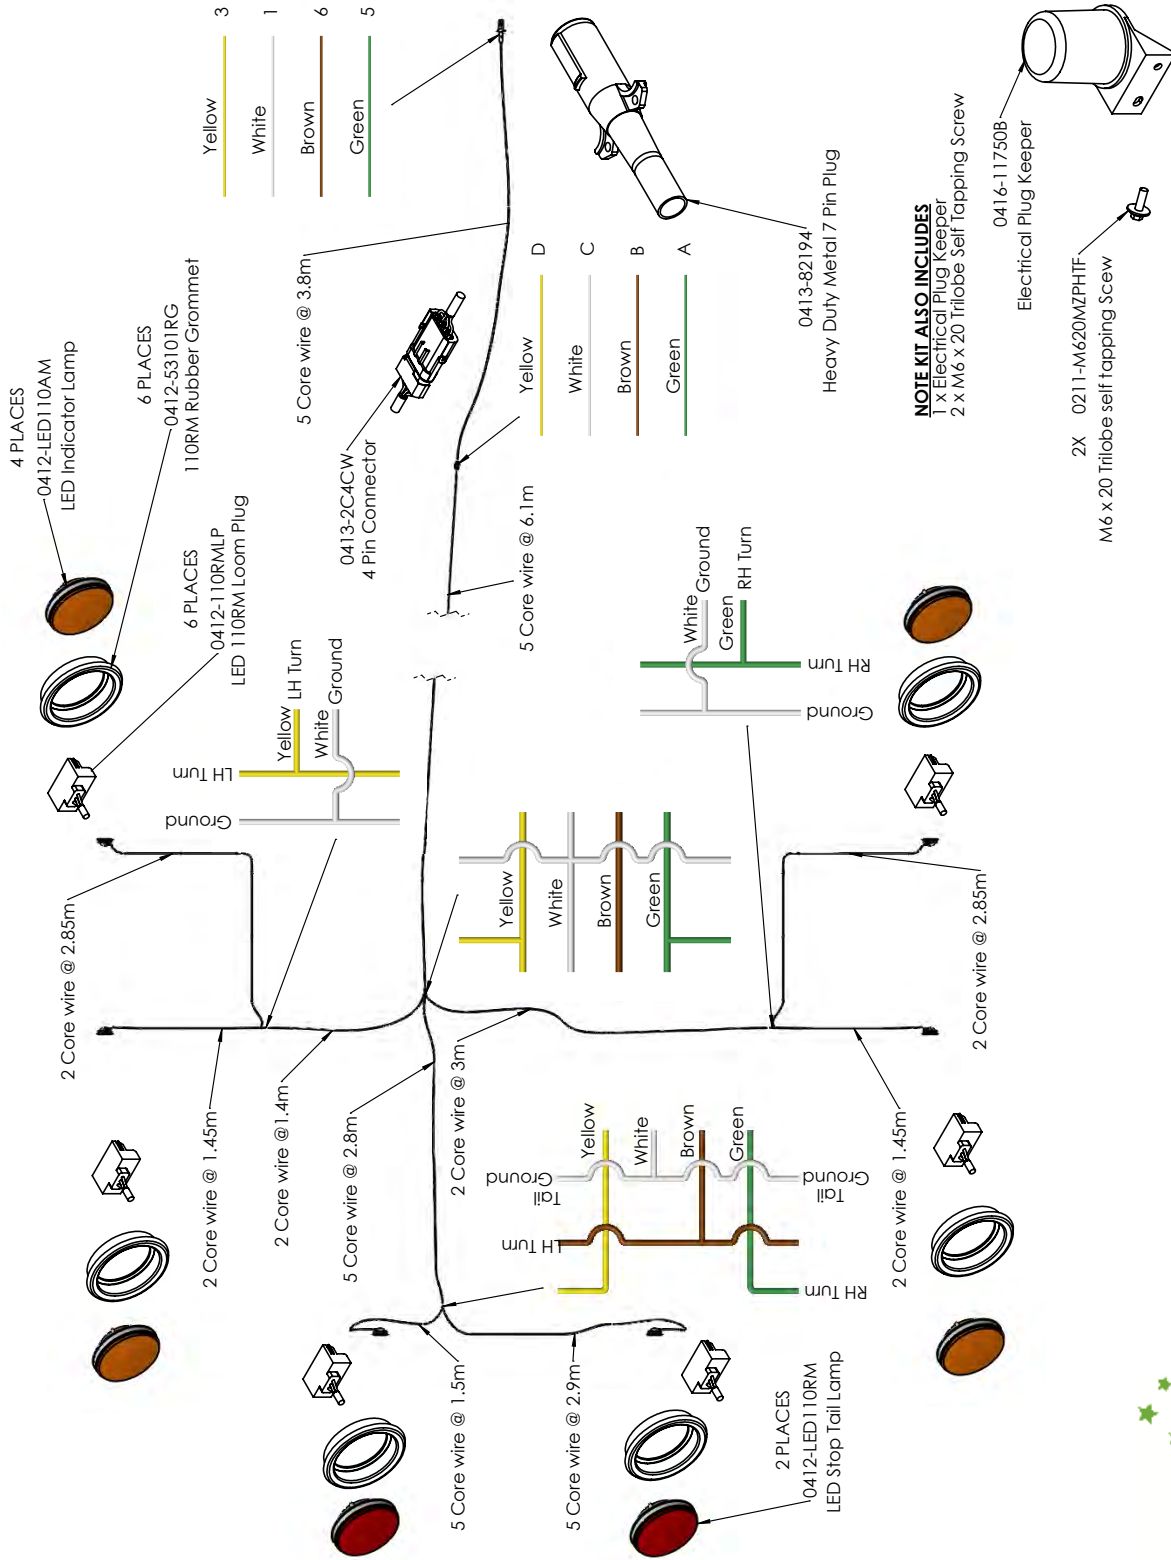 4 PLACES
0412-LED110AM
LED Indicator Lamp
6 PLACES
0412-53101RG
110RM Rubber Grommet
6 PLACES
0412-110RMLP
LED 110RM Loom Plug
Yellow
3
White
1
Brown
6
Green
5
5 Core wire @ 3.8m
0413-2C4CW
4 Pin Connector
Yellow
D
White
C
Brown
B
Green
A
5 Core wire @ 6.1m
0413-82194
Heavy Duty Metal 7 Pin Plug
NOTE KIT ALSO INCLUDES
1 x Electrical Plug Keeper
2 x M6 x 20 Trilobe Self Tapping Screw
0416-11750B
Electrical Plug Keeper
2X 0211-M620MZPHTF
M6 x 20 Trilobe self tapping Scew
LH Turn
Ground
Yellow
LH Turn
White
Ground
White
Ground
Green
RH Turn
Ground
RH Turn
2 Core wire @ 2.85m
2 Core wire @ 1.45m
2 Core wire @1.4m
5 Core wire @ 2.8m
2 Core wire @ 3m
Yellow
White
Brown
Green
2 Core wire @ 2.85m
2 Core wire @ 1.45m
Ground
Tail
LH Turn
Yellow
White
Brown
Green
Ground
Tail
RH Turn
5 Core wire @ 1.5m
5 Core wire @ 2.9m
2 PLACES
0412-LED110RM
LED Stop Tail Lamp